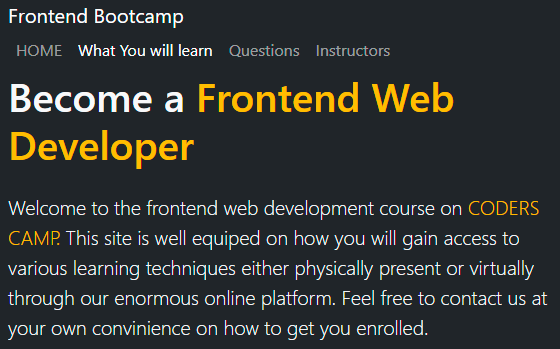 Frontend Bootcamp
HOME What You will learn Questions Instructors
Become a Frontend Web
Developer
Welcome to the frontend web development course on CODERS
CAMP. This site is well equiped on how you will gain access to
various learning techniques either physically present or virtually
through our enormous online platform. Feel free to contact us at
your own convinience on how to get you enrolled.